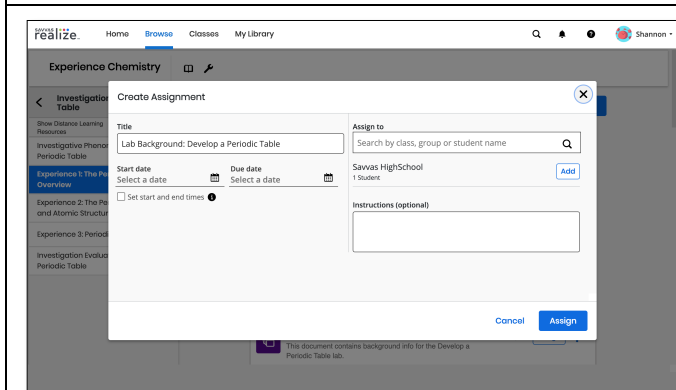 SAVVAS
realize.
Home
Browse
Classes
My Library
Shannon
Experience Chemistry
Investigation
Table
Show Distance Learning
Resources
Investigative Phenor
Periodic Table
Experience 1: The Pe
Overview
Experience 2: The Pe
and Atomic Structur
Experience 3: Periodi
Investigation Evalua
Periodic Table
Create Assignment
Title
Lab Background: Develop a Periodic Table
Start date
Select a date
Due date
Select a date
Set start and end times
Assign to
Search by class, group or student name
Savvas HighSchool
1 Student
Add
Instructions (optional)
Cancel
Assign
This document contains background info for the Develop a
Periodic Table lab.